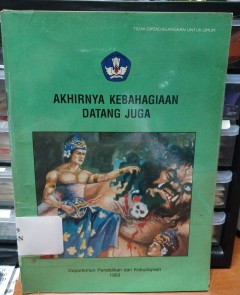 TIDAK DIPERDAGANGKAN UNTUK UMUM
AKHIRNYA KEBAHAGIAAN
DATANG JUGA
Departemen Pendidikan dan Kebudayaan